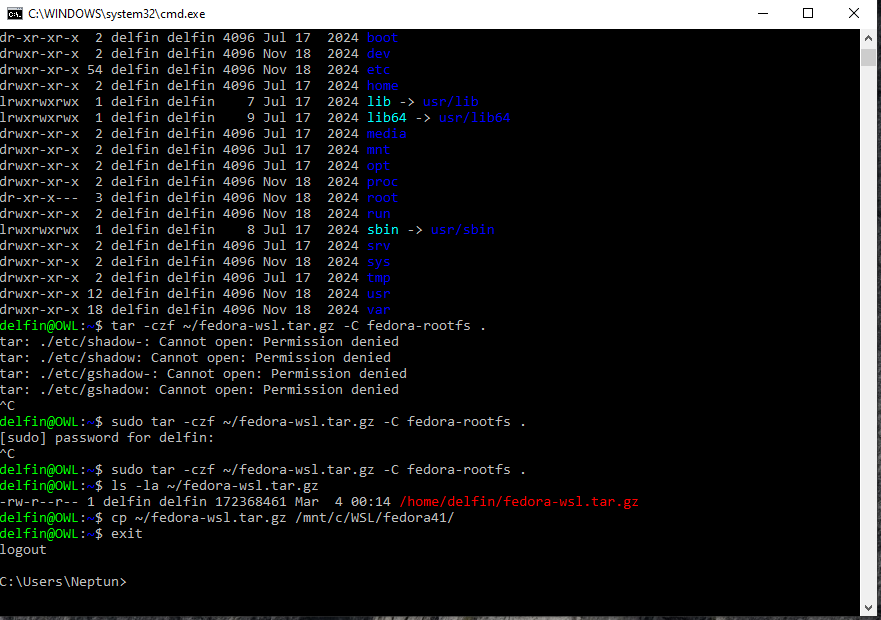 C:\WINDOWS\system32\cmd.exe
dr-xr-xr-x  2 delfin delfin 4096 Jul 17  2024 boot
drwxr-xr-x  2 delfin delfin 4096 Nov 18  2024 dev
drwxr-xr-x 54 delfin delfin 4096 Nov 18  2024 etc
drwxr-xr-x  2 delfin delfin 4096 Jul 17  2024 home
lrwxrwxrwx  1 delfin delfin    7 Jul 17  2024 lib -> usr/lib
lrwxrwxrwx  1 delfin delfin    9 Jul 17  2024 lib64 -> usr/lib64
drwxr-xr-x  2 delfin delfin 4096 Jul 17  2024 media
drwxr-xr-x  2 delfin delfin 4096 Jul 17  2024 mnt
drwxr-xr-x  2 delfin delfin 4096 Jul 17  2024 opt
drwxr-xr-x  2 delfin delfin 4096 Nov 18  2024 proc
dr-xr-x---  3 delfin delfin 4096 Nov 18  2024 root
drwxr-xr-x  2 delfin delfin 4096 Nov 18  2024 run
lrwxrwxrwx  1 delfin delfin    8 Jul 17  2024 sbin -> usr/sbin
drwxr-xr-x  2 delfin delfin 4096 Jul 17  2024 srv
drwxr-xr-x  2 delfin delfin 4096 Nov 18  2024 sys
drwxr-xr-x  2 delfin delfin 4096 Jul 17  2024 tmp
drwxr-xr-x 12 delfin delfin 4096 Nov 18  2024 usr
drwxr-xr-x 18 delfin delfin 4096 Nov 18  2024 var
delfin@OWL:~$ tar -czf ~/fedora-wsl.tar.gz -C fedora-rootfs .
tar: ./etc/shadow-: Cannot open: Permission denied
tar: ./etc/shadow: Cannot open: Permission denied
tar: ./etc/gshadow-: Cannot open: Permission denied
tar: ./etc/gshadow: Cannot open: Permission denied
^C
delfin@OWL:~$ sudo tar -czf ~/fedora-wsl.tar.gz -C fedora-rootfs .
[sudo] password for delfin:
^C
delfin@OWL:~$ sudo tar -czf ~/fedora-wsl.tar.gz -C fedora-rootfs .
delfin@OWL:~$ ls -la ~/fedora-wsl.tar.gz
-rw-r--r-- 1 delfin delfin 172368461 Mar  4 00:14 /home/delfin/fedora-wsl.tar.gz
delfin@OWL:~$ cp ~/fedora-wsl.tar.gz /mnt/c/WSL/fedora41/
delfin@OWL:~$ exit
logout
C:\Users\Neptun>